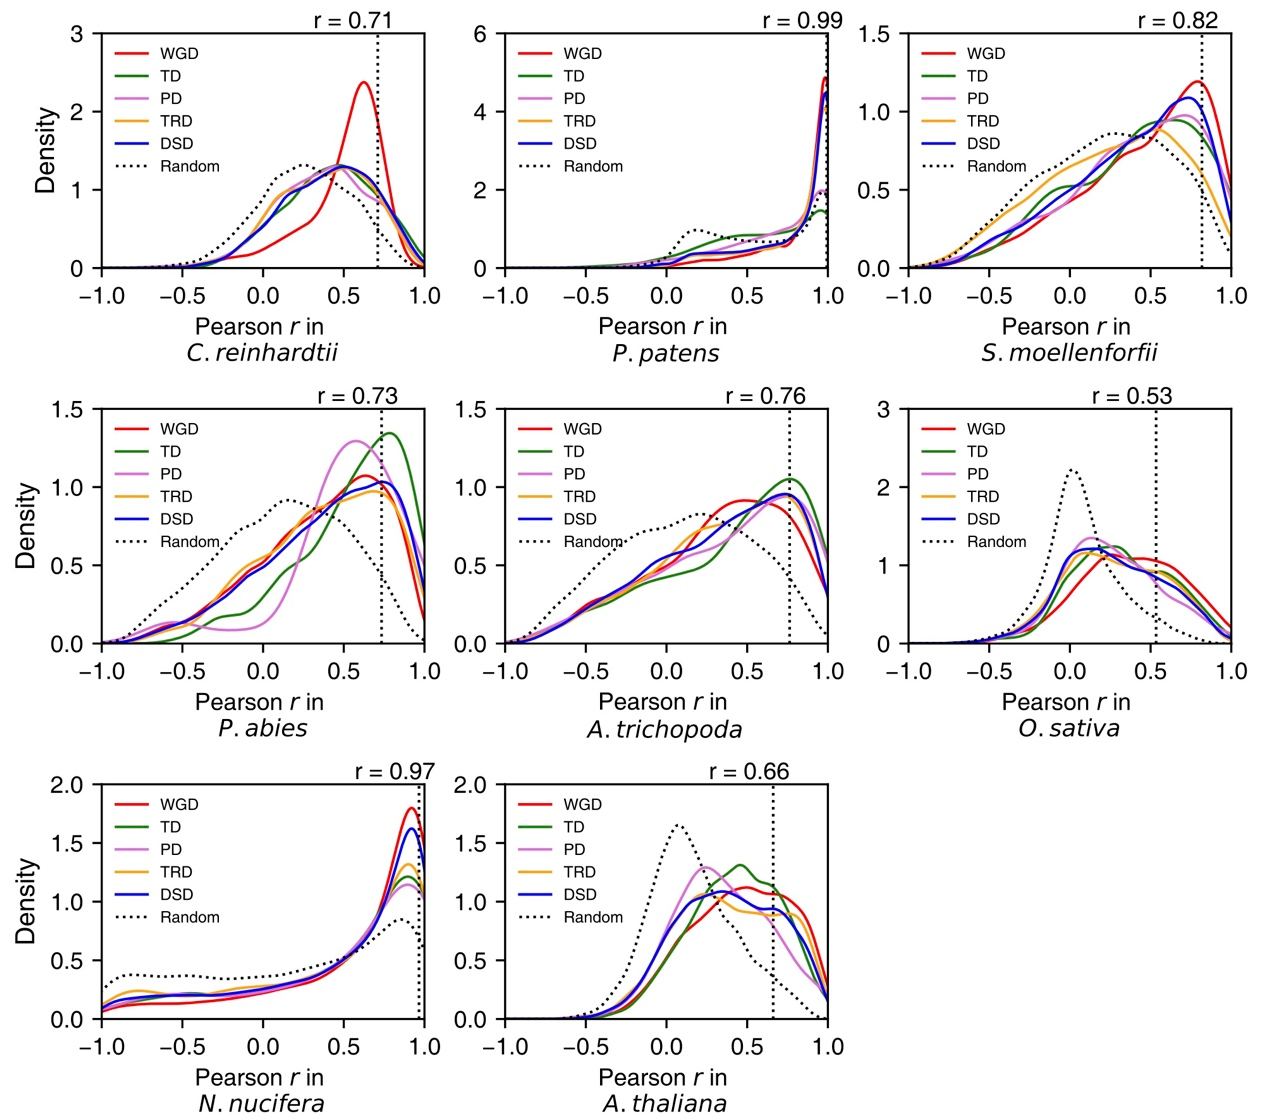 r = 0.71
3
2
1
0
Density
WGD
TD
PD
TRD
DSD
Random
−1.0 −0.5 0.0 0.5 1.0
Pearson r in
C. reinhardtii
r = 0.99
6
4
2
0
WGD
TD
PD
TRD
DSD
Random
−1.0 −0.5 0.0 0.5 1.0
Pearson r in
P. patens
r = 0.82
1.5
1.0
0.5
0.0
WGD
TD
PD
TRD
DSD
Random
−1.0 −0.5 0.0 0.5 1.0
Pearson r in
S. moellenforfii
r = 0.73
1.5
1.0
0.5
0.0
Density
WGD
TD
PD
TRD
DSD
Random
−1.0 −0.5 0.0 0.5 1.0
Pearson r in
P. abies
r = 0.76
1.5
1.0
0.5
0.0
WGD
TD
PD
TRD
DSD
Random
−1.0 −0.5 0.0 0.5 1.0
Pearson r in
A. trichopoda
r = 0.53
3
2
1
0
WGD
TD
PD
TRD
DSD
Random
−1.0 −0.5 0.0 0.5 1.0
Pearson r in
O. sativa
r = 0.97
2.0
1.5
1.0
0.5
0.0
Density
WGD
TD
PD
TRD
DSD
Random
−1.0 −0.5 0.0 0.5 1.0
Pearson r in
N. nucifera
r = 0.66
2.0
1.5
1.0
0.5
0.0
WGD
TD
PD
TRD
DSD
Random
−1.0 −0.5 0.0 0.5 1.0
Pearson r in
A. thaliana